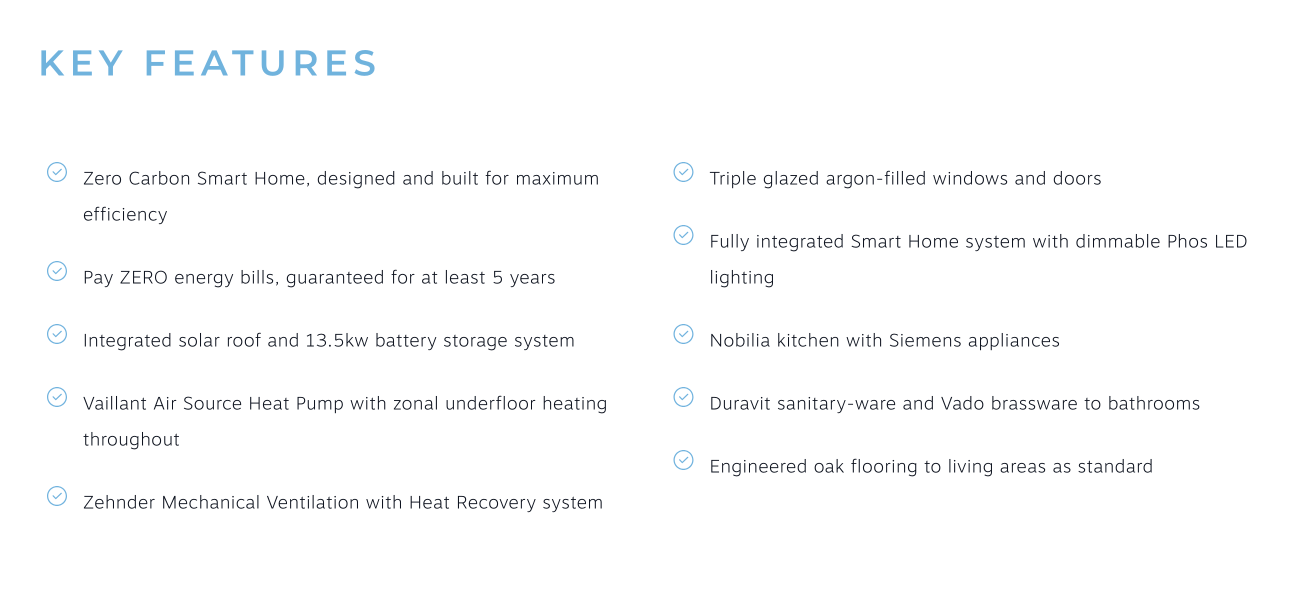 KEY FEATURES
Zero Carbon Smart Home, designed and built for maximum
efficiency
Pay ZERO energy bills, guaranteed for at least 5 years
Integrated solar roof and 13.5kw battery storage system
Vaillant Air Source Heat Pump with zonal underfloor heating
throughout
Zehnder Mechanical Ventilation with Heat Recovery system
Triple glazed argon-filled windows and doors
Fully integrated Smart Home system with dimmable Phos LED
lighting
Nobilia kitchen with Siemens appliances
Duravit sanitary-ware and Vado brassware to bathrooms
Engineered oak flooring to living areas as standard